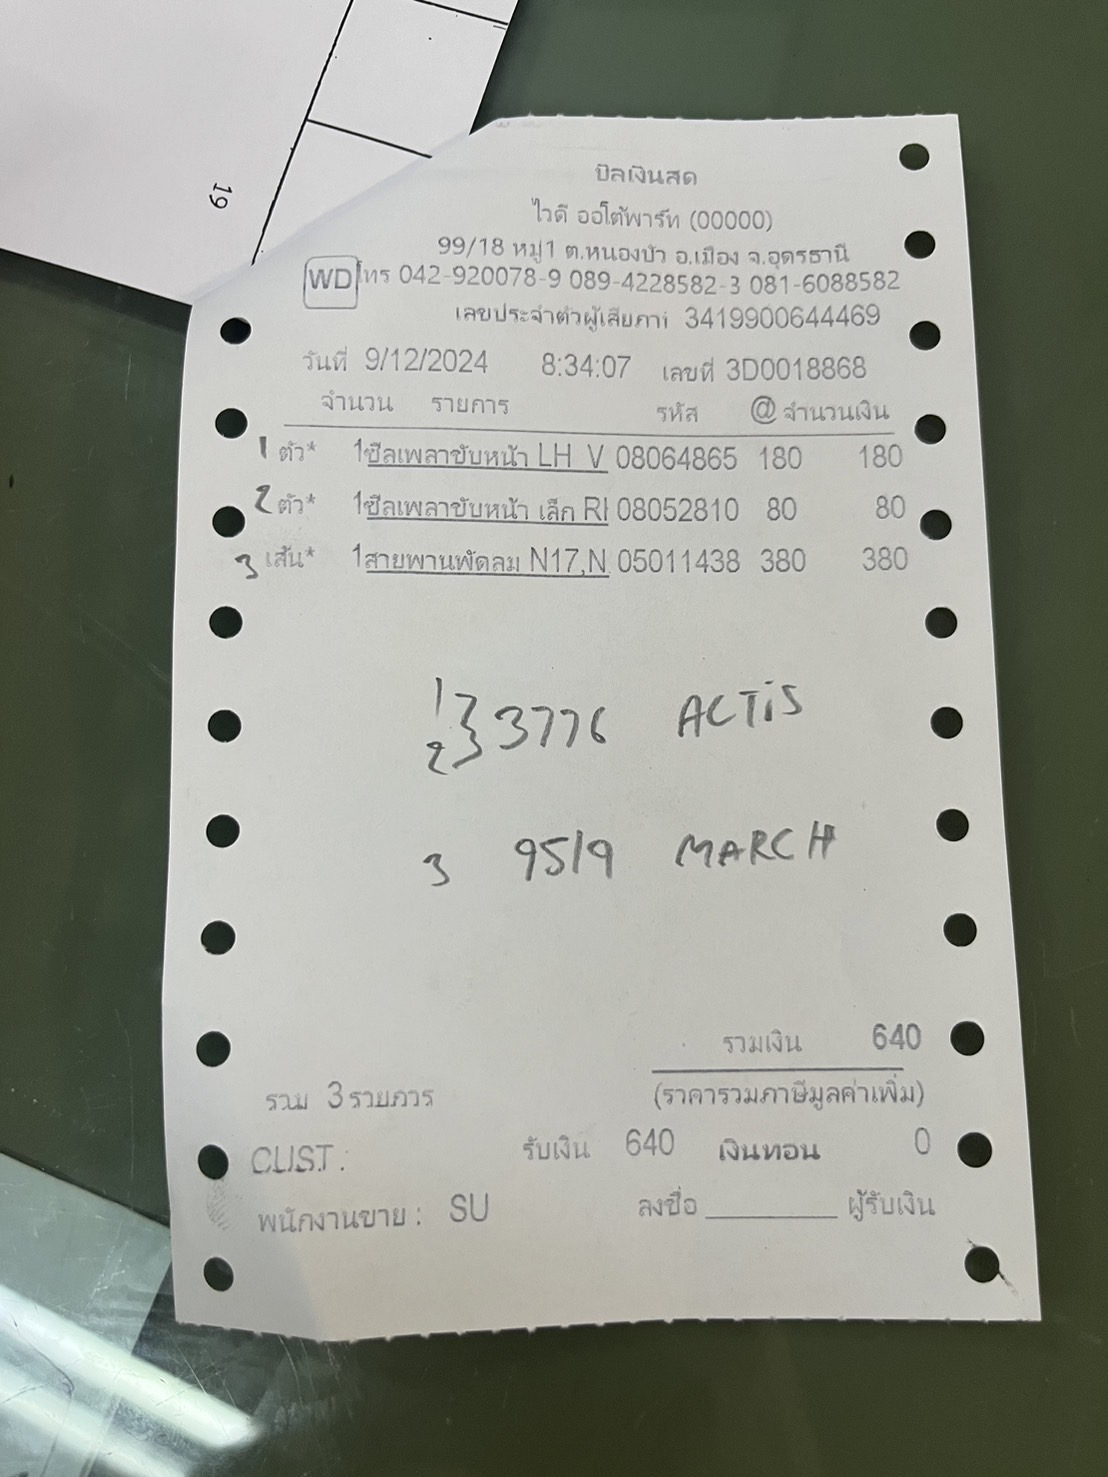 19
บิลเงินสด
ไวดี ออโต้พาร์ท (00000)
99/18 หมู่1 ต.หนองบัว อ.เมือง จ.อุดรธานี
WD โทร 042-920078-9 089-4228582-3 081-6088582
เลขประจำตัวผู้เสียภาษี 3419900644469
วันที่ 9/12/2024 8:34:07 เลขที่ 3D0018868
จำนวน รายการ รหัส @ จำนวนเงิน
1 ตัว* 1ซีลเพลาขับหน้า LH V 08064865 180 180
2 ตัว* 1ซีลเพลาขับหน้า เล็ก RI 08052810 80 80
3 เส้น* 1สายพานพัดลม N17,N 05011438 380 380
1
2 } 3776 ACTiS
3 9519 MARCH
รวมเงิน 640
รวม 3 รายการ (ราคารวมภาษีมูลค่าเพิ่ม)
CUST : รับเงิน 640 เงินทอน 0
พนักงานขาย : SU ลงชื่อ ผู้รับเงิน